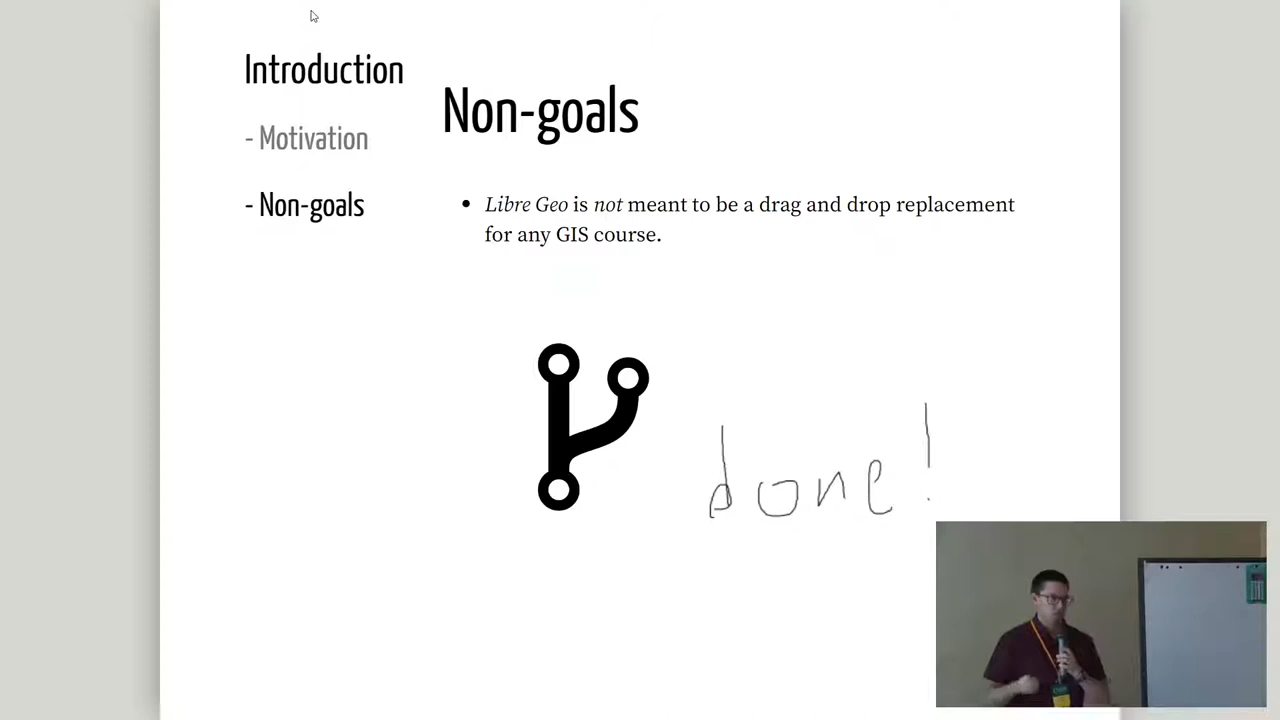 Introduction
- Motivation
- Non-goals
Non-goals
• Libre Geo is not meant to be a drag and drop replacement
for any GIS course.
done!